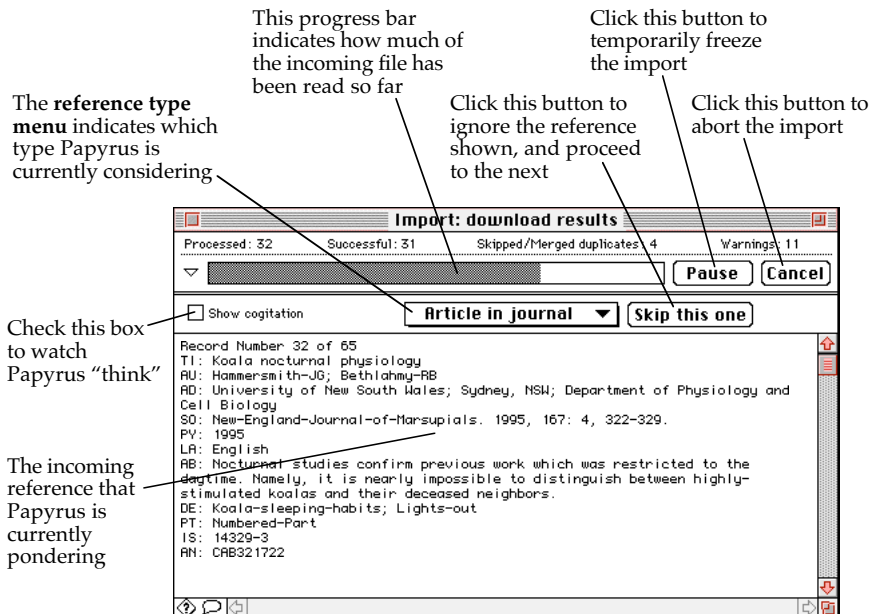 This progress bar
indicates how much of
the incoming file has
been read so far
Click this button to
temporarily freeze
the import
The reference type
menu indicates which
type Papyrus is
currently considering
Click this button to
ignore the reference
shown, and proceed
to the next
Click this button to
abort the import
Import: download results
Processed: 32 Successful: 31 Skipped/Merged duplicates: 4 Warnings: 11
Pause Cancel
Show cogitation Article in journal Skip this one
Check this box
to watch
Papyrus “think”
Record Number 32 of 65
TI: Koala nocturnal physiology
AU: Hammersmith-JG; Bethlahmy-RB
AD: University of New South Wales; Sydney, NSW; Department of Physiology and
Cell Biology
SO: New-England-Journal-of-Marsupials. 1995, 167: 4, 322-329.
PY: 1995
LA: English
AB: Nocturnal studies confirm previous work which was restricted to the
daytime. Namely, it is nearly impossible to distinguish between highly-
stimulated koalas and their deceased neighbors.
DE: Koala-sleeping-habits; Lights-out
PT: Numbered-Part
IS: 14329-3
AN: CAB321722
The incoming
reference that
Papyrus is
currently
pondering